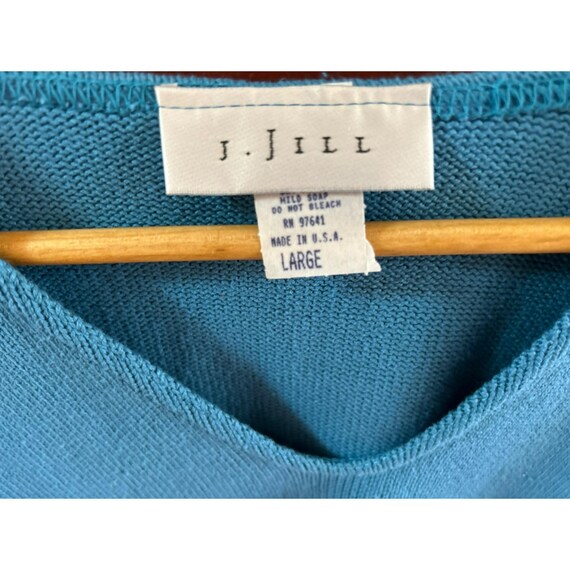 J. JILL
MILD SOAP
DO NOT BLEACH
RN 97641
MADE IN U.S.A.
LARGE